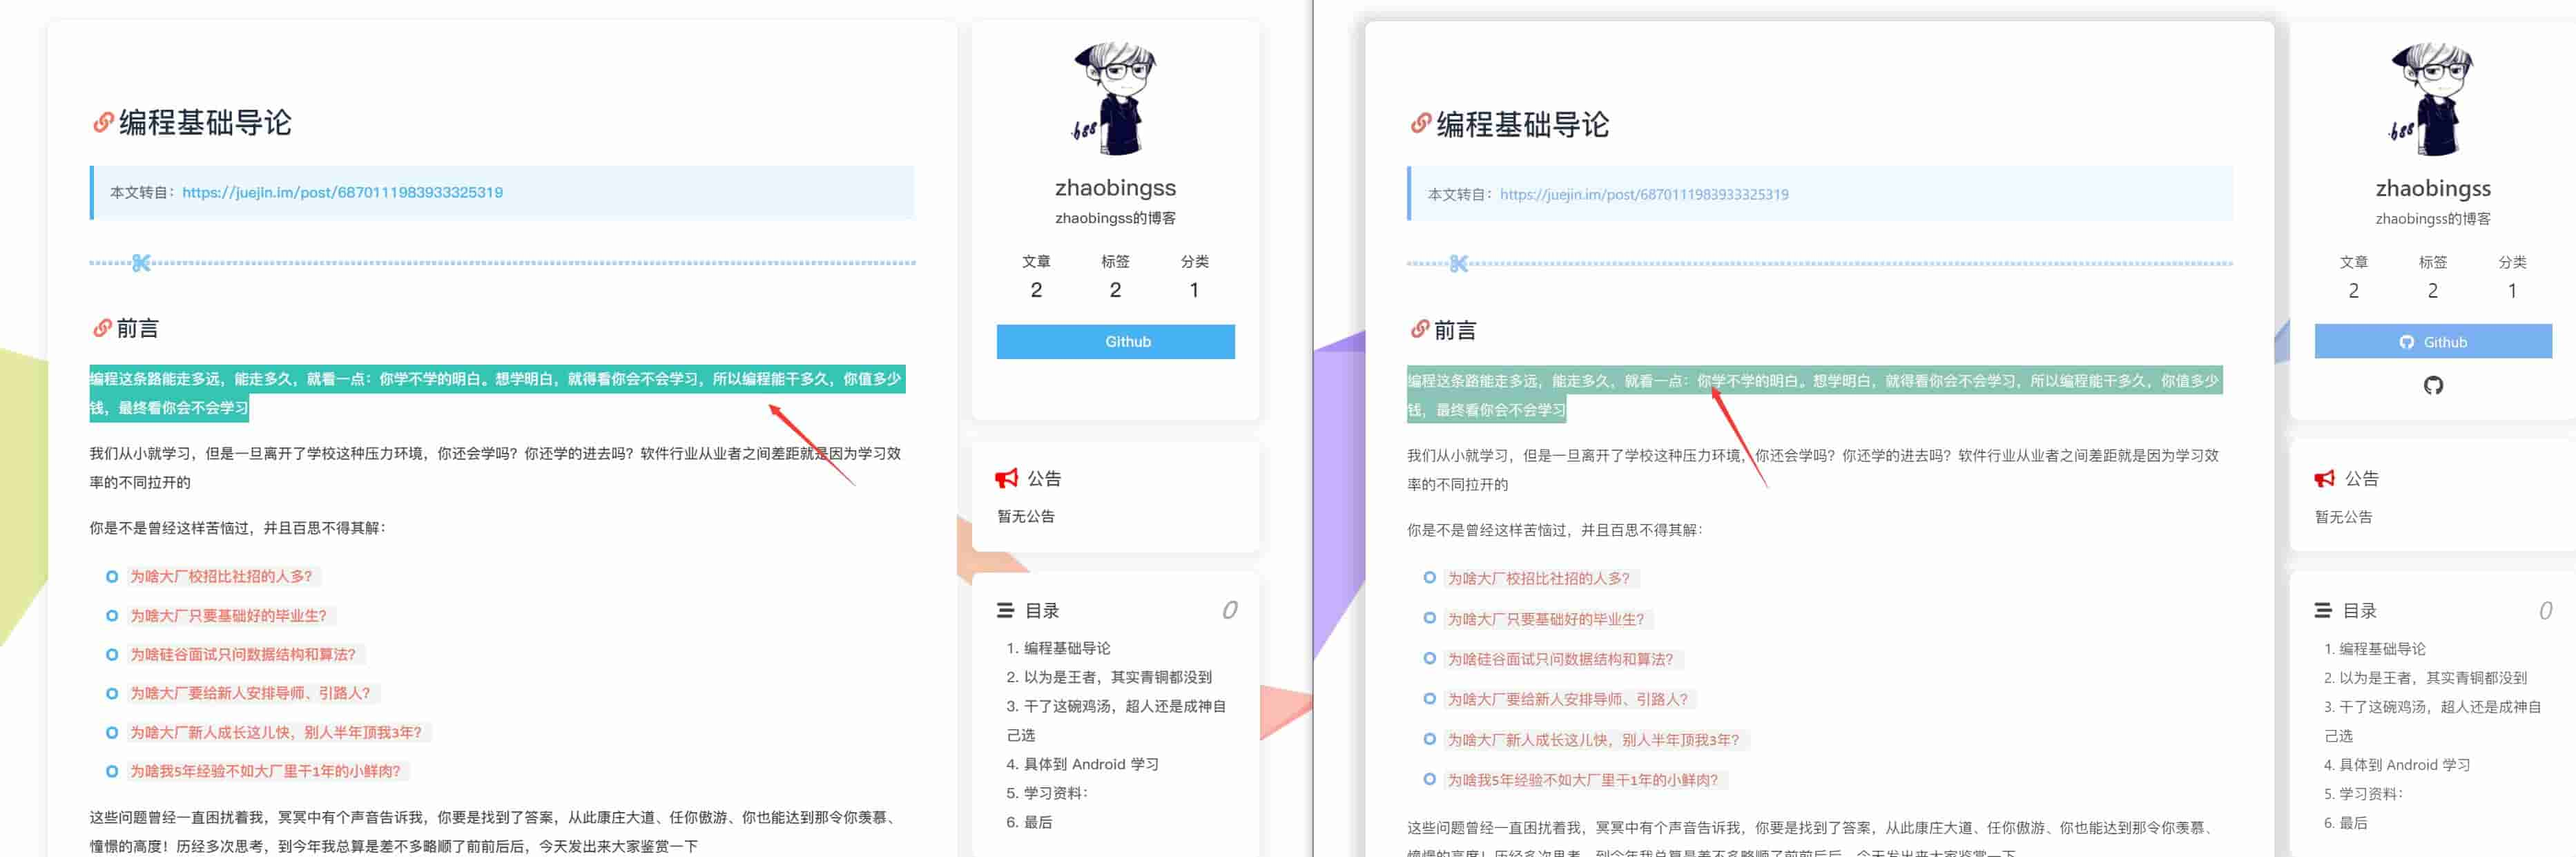 编程基础导论
本文转自：https://juejin.im/post/6870111983933325319
前言
编程这条路能走多远，能走多久，就看一点：你学不学的明白。想学明白，就得看你会不会学习，所以编程能干多久，你值多少
钱，最终看你会不会学习
我们从小就学习，但是一旦离开了学校这种压力环境，你还会学吗？你还学的进去吗？软件行业从业者之间差距就是因为学习效
率的不同拉开的
你是不是曾经这样苦恼过，并且百思不得其解：
为啥大厂校招比社招的人多？
为啥大厂只要基础好的毕业生？
为啥硅谷面试只问数据结构和算法？
为啥大厂要给新人安排导师、引路人？
为啥大厂新人成长这儿快，别人半年顶我3年？
为啥我5年经验不如大厂里干1年的小鲜肉？
这些问题曾经一直困扰着我，冥冥中有个声音告诉我，你要是找到了答案，从此康庄大道、任你傲游、你也能达到那令你羡慕、
憧憬的高度！历经多次思考，到今年我总算是差不多略顺了前前后后，今天发出来大家鉴赏一下
.688
zhaobingss
zhaobingss的博客
文章 标签 分类
2 2 1
Github
公告
暂无公告
目录 0
1. 编程基础导论
2. 以为是王者，其实青铜都没到
3. 干了这碗鸡汤，超人还是成神自
己选
4. 具体到 Android 学习
5. 学习资料：
6. 最后
编程基础导论
本文转自：https://juejin.im/post/6870111983933325319
前言
编程这条路能走多远，能走多久，就看一点：你学不学的明白。想学明白，就得看你会不会学习，所以编程能干多久，你值多少
钱，最终看你会不会学习
我们从小就学习，但是一旦离开了学校这种压力环境，你还会学吗？你还学的进去吗？软件行业从业者之间差距就是因为学习效
率的不同拉开的
你是不是曾经这样苦恼过，并且百思不得其解：
为啥大厂校招比社招的人多？
为啥大厂只要基础好的毕业生？
为啥硅谷面试只问数据结构和算法？
为啥大厂要给新人安排导师、引路人？
为啥大厂新人成长这儿快，别人半年顶我3年？
为啥我5年经验不如大厂里干1年的小鲜肉？
这些问题曾经一直困扰着我，冥冥中有个声音告诉我，你要是找到了答案，从此康庄大道、任你傲游、你也能达到那令你羡慕、
憧憬的高度！历经多次思考，到今年我总算是差不多略顺了前前后后，今天发出来大家鉴赏一下
.688
zhaobingss
zhaobingss的博客
文章 标签 分类
2 2 1
Github
公告
暂无公告
目录 0
1. 编程基础导论
2. 以为是王者，其实青铜都没到
3. 干了这碗鸡汤，超人还是成神自
己选
4. 具体到 Android 学习
5. 学习资料：
6. 最后